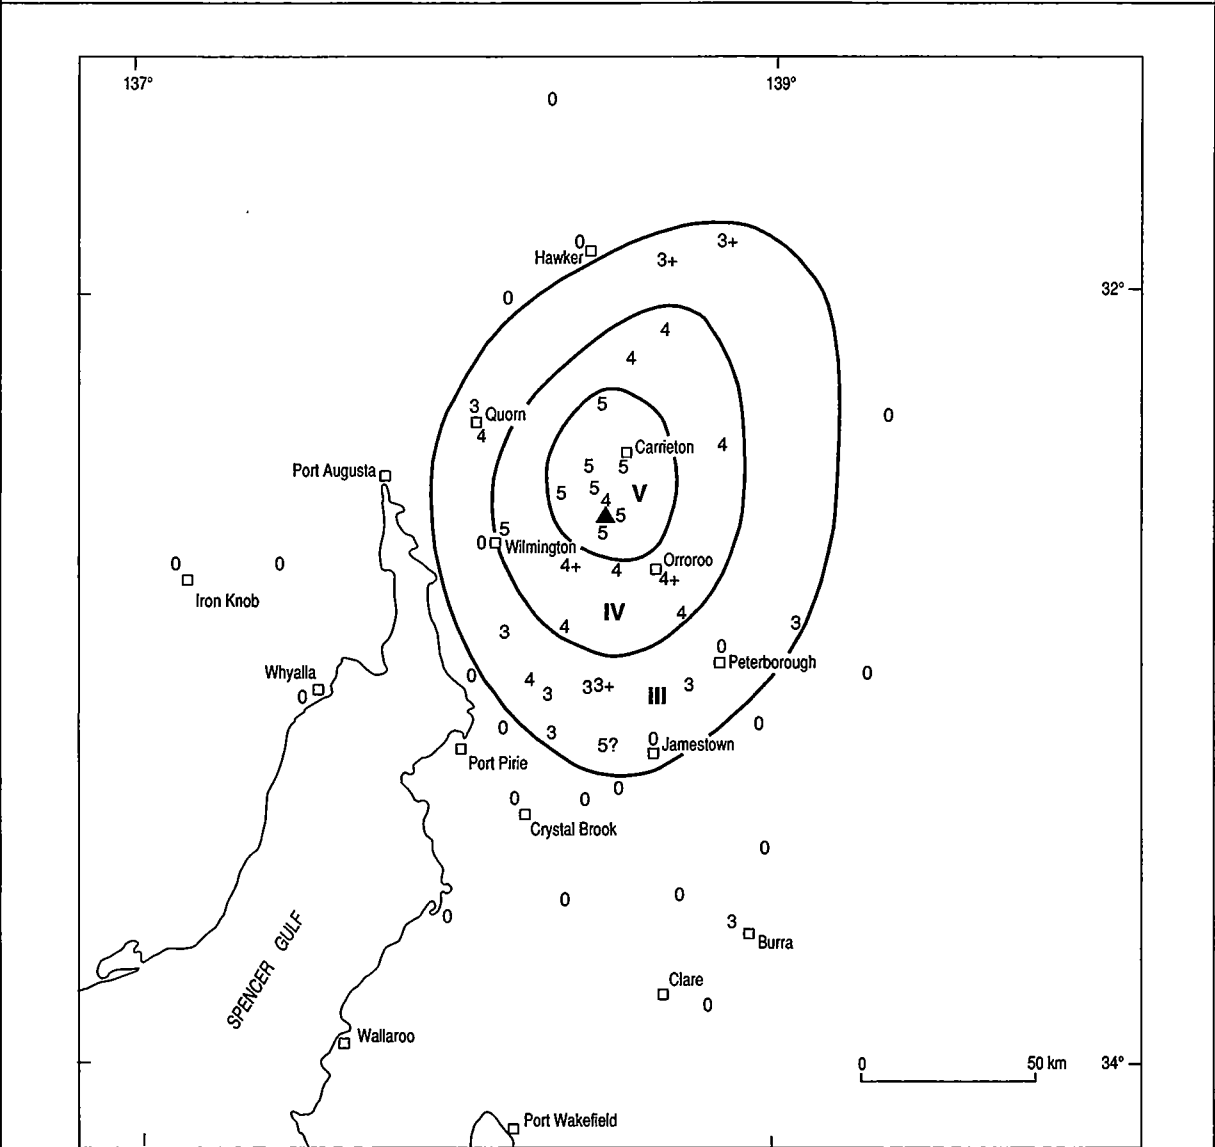 137°
139°
0
0
Hawker
3+
3+
0
32°
4
4
5
3
Quorn
4
0
Carrieton
4
5
5
Port Augusta
5
5
V
4
5
5
5
0
Wilmington
4+
4
Orroroo
4+
0
0
Iron Knob
IV
4
4
3
3
0
Peterborough
0
Whyalla
0
0
4
3
33+
III
3
0
0
3
5?
0
Jamestown
Port Pirie
0
0
0
Crystal Brook
0
0
0
0
3
Burra
SPENCER GULF
Clare
0
Wallaroo
0
50 km
34°
Port Wakefield